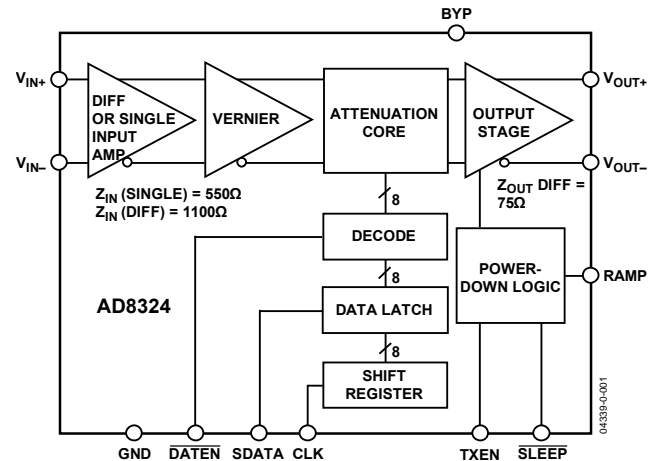 BYP
VIN+
VOUT+
DIFF
OR SINGLE
INPUT
AMP
VERNIER
ATTENUATION
CORE
OUTPUT
STAGE
VIN–
VOUT–
ZIN (SINGLE) = 550Ω
ZIN (DIFF) = 1100Ω
ZOUT DIFF =
75Ω
8
DECODE
8
POWER-
DOWN LOGIC
RAMP
AD8324
DATA LATCH
8
SHIFT
REGISTER
04339-0-001
GND
DATEN
SDATA
CLK
TXEN
SLEEP